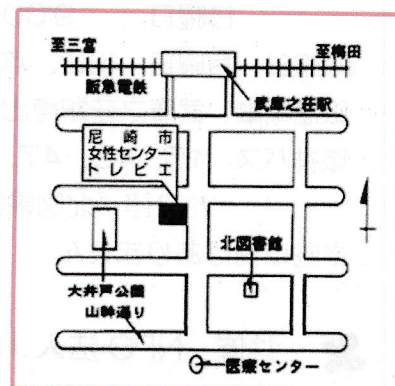 至三宮
至梅田
阪急電鉄
武庫之荘駅
尼崎市
女性センター
トレピエ
北図書館
大井戸公園
山幹通り
医療センター